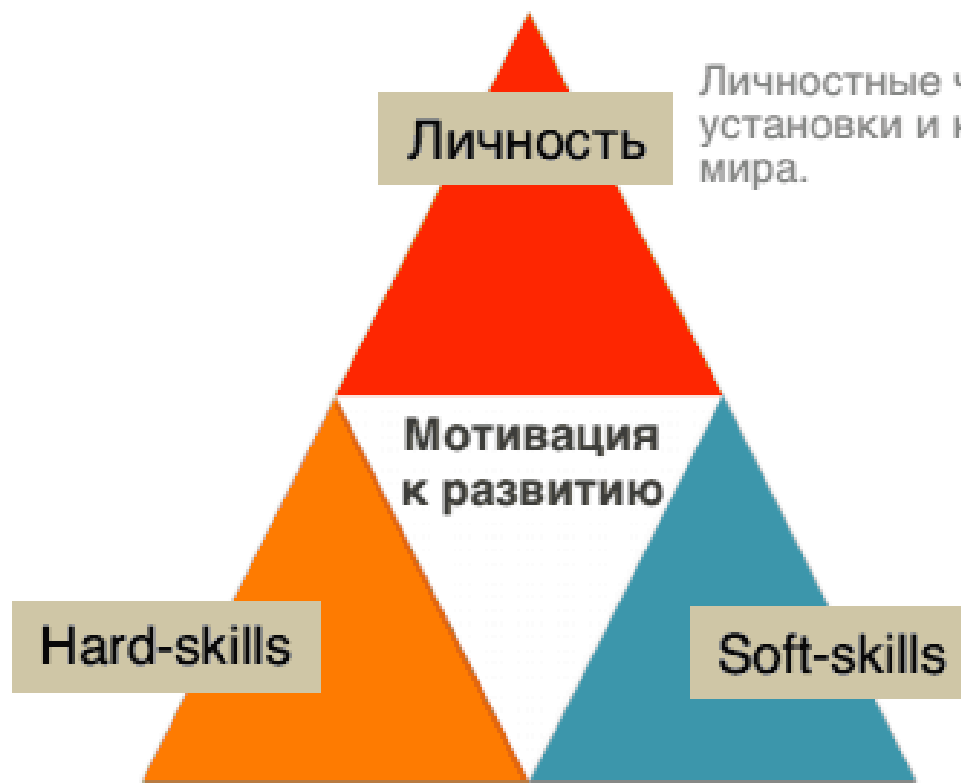 Личность
Личностные
установки и
мира.
Мотивация
к развитию
Hard-skills
Soft-skills